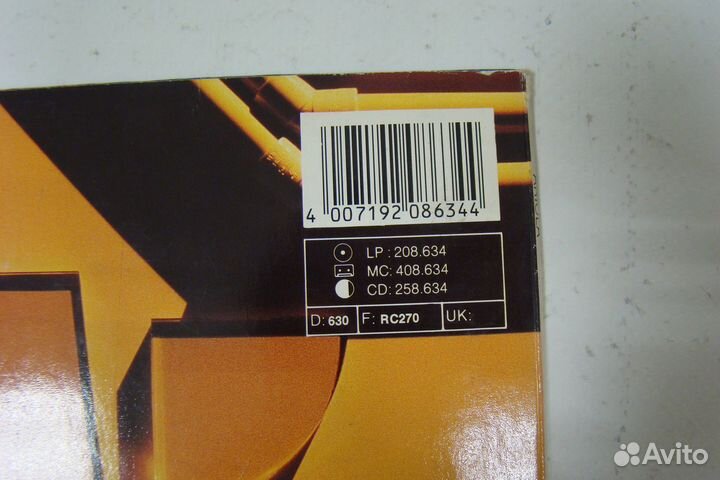 4 007192 086344
LP: 208.634
MC: 408.634
CD: 258.634
D: 630 F: RC270 UK:
Avito